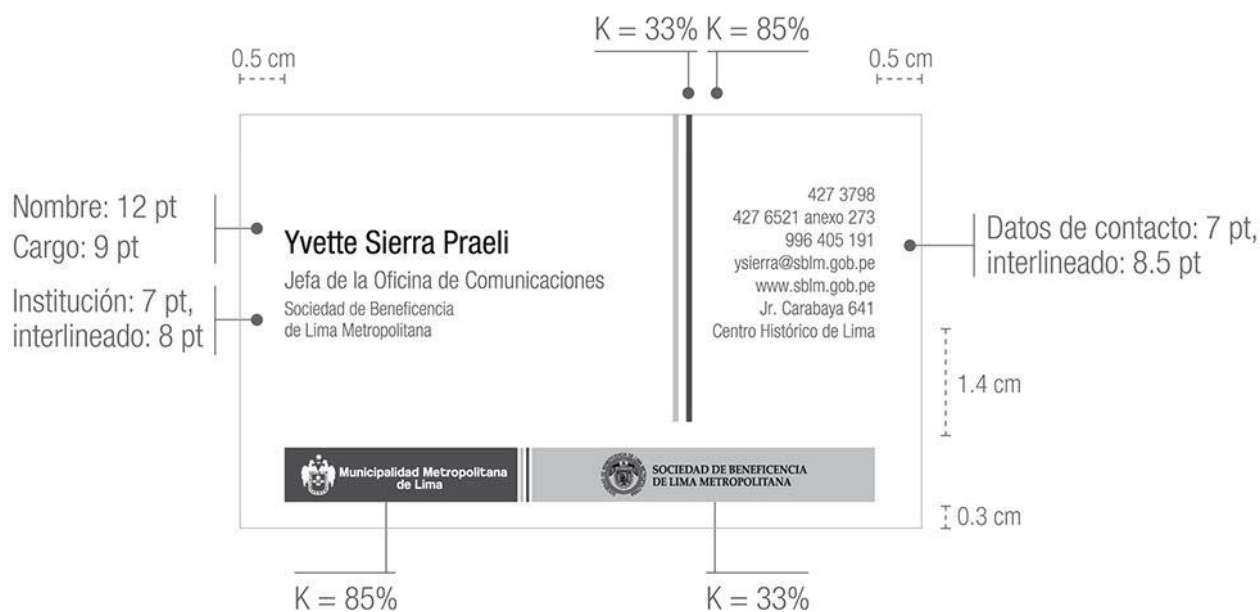 K = 33% K = 85%
0.5 cm
0.5 cm
Nombre: 12 pt
Cargo: 9 pt
Institución: 7 pt,
interlineado: 8 pt
Yvette Sierra Praeli
Jefa de la Oficina de Comunicaciones
Sociedad de Beneficencia
de Lima Metropolitana
427 3798
427 6521 anexo 273
996 405 191
ysierra@sblm.gob.pe
www.sblm.gob.pe
Jr. Carabaya 641
Centro Histórico de Lima
Datos de contacto: 7 pt,
interlineado: 8.5 pt
1.4 cm
Municipalidad Metropolitana
de Lima
SOCIEDAD DE BENEFICENCIA
DE LIMA METROPOLITANA
0.3 cm
K = 85%
K = 33%